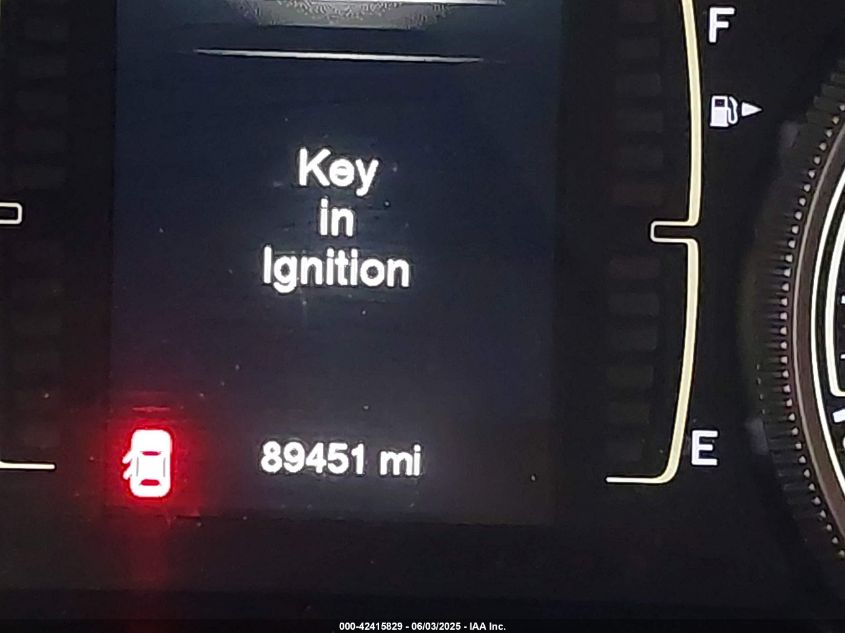 F
Key
in
Ignition
E
89451 mi
000-42415829 - 06/03/2025 - IAA Inc.